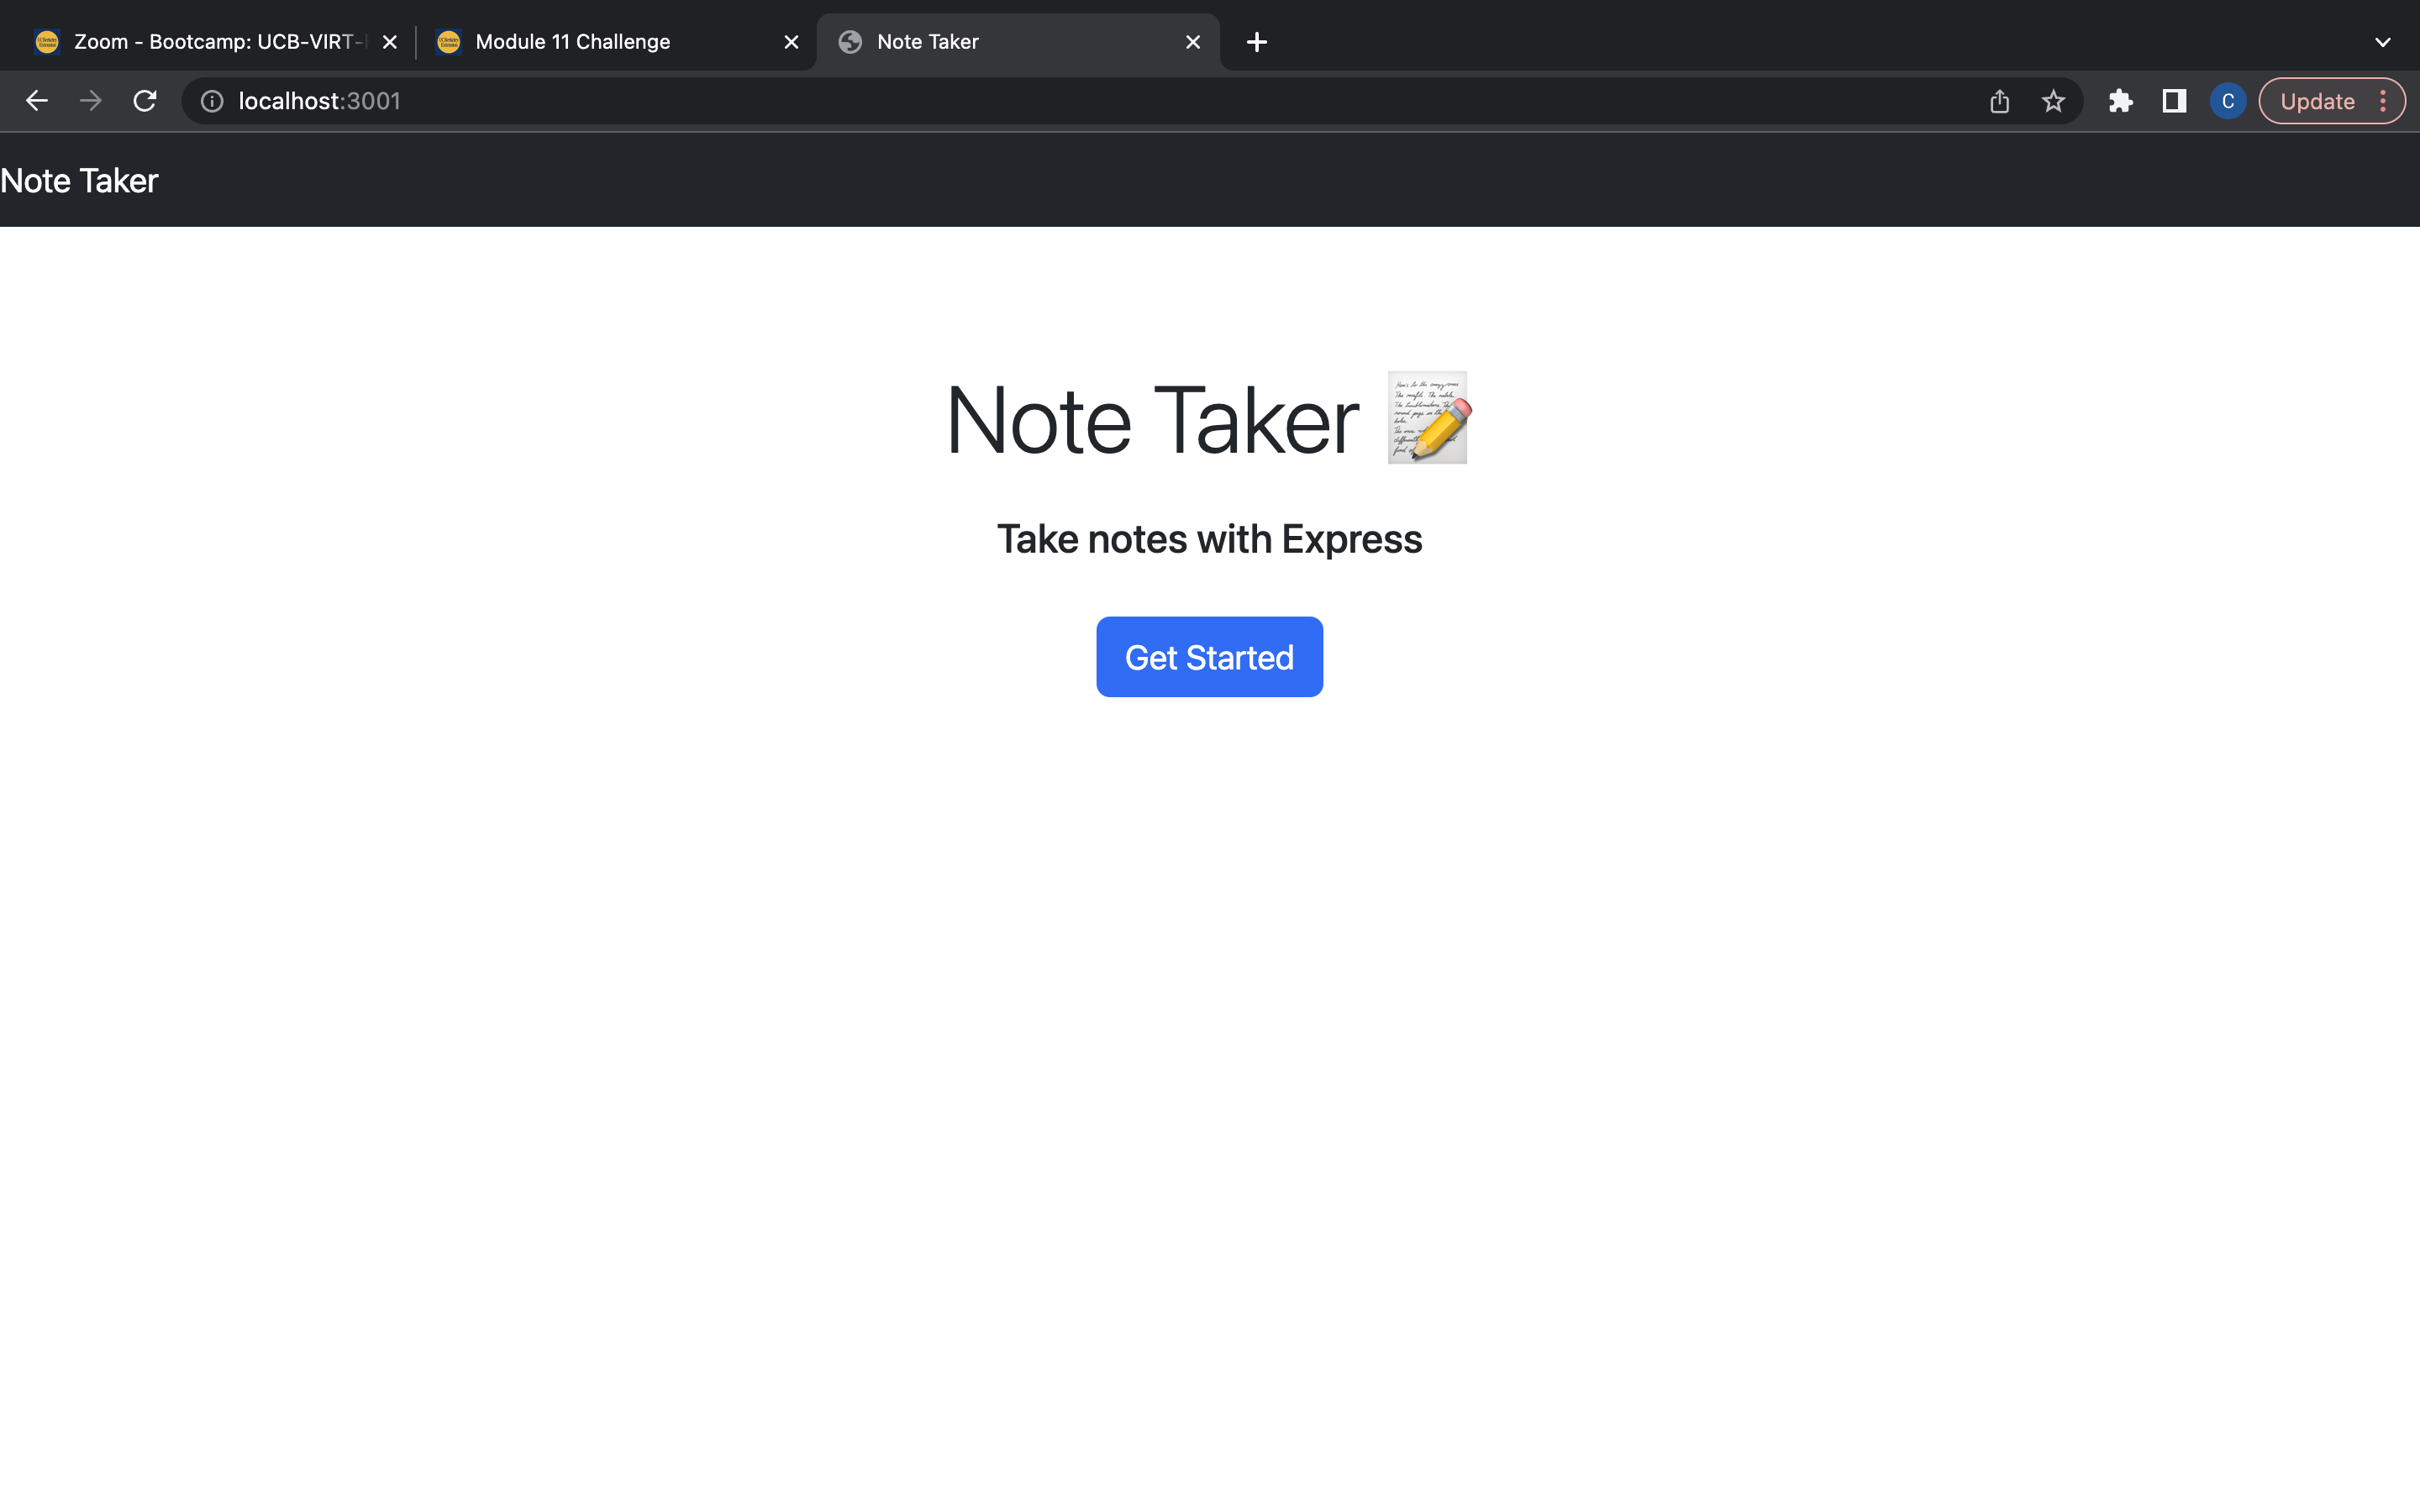 Zoom - Bootcamp: UCB-VIRT-
Module 11 Challenge
Note Taker
localhost:3001
C
Update
Note Taker
Note Taker
Take notes with Express
Get Started